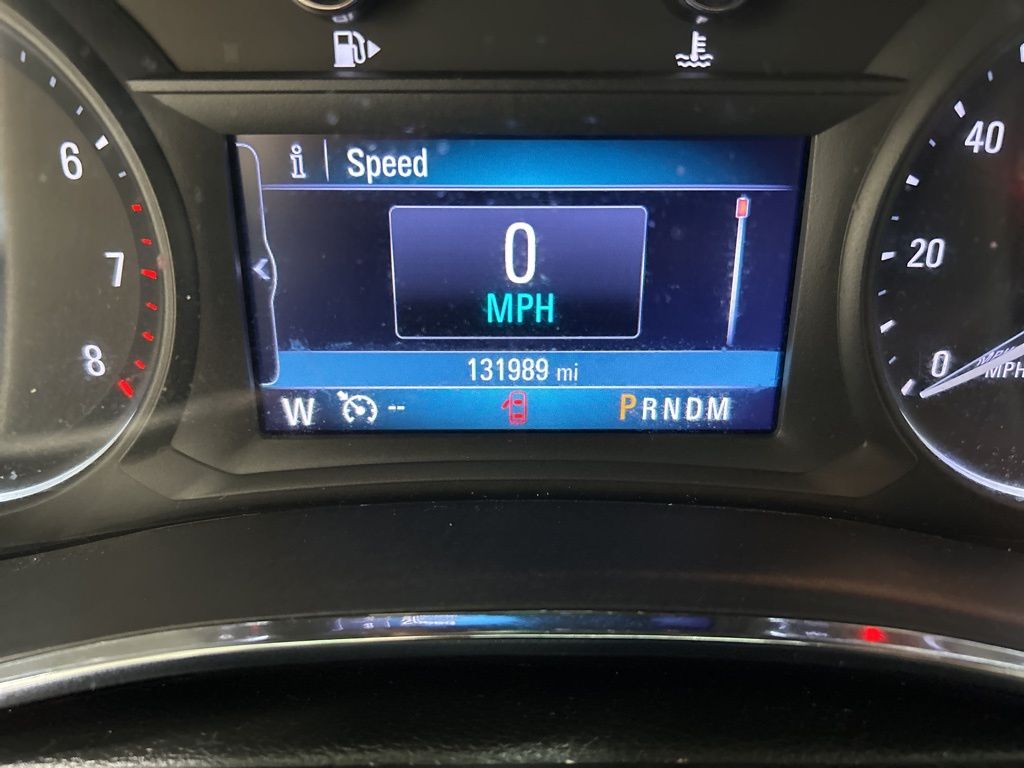 i Speed
0
MPH
131989 mi
W -- PRNDM
6
7
8
40
20
0
MPH